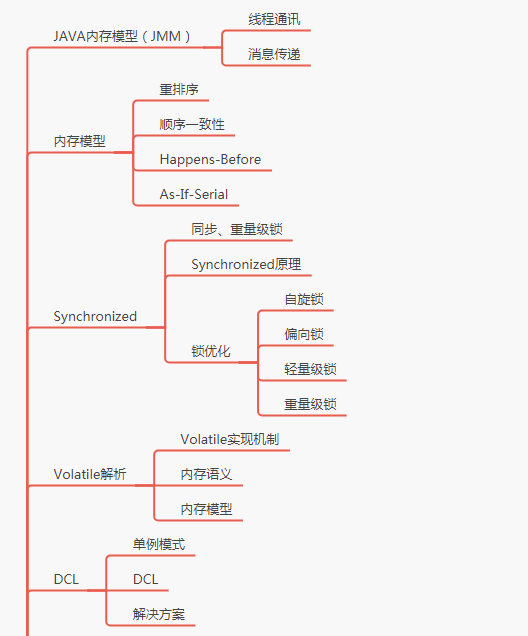 JAVA内存模型（JMM）
线程通讯
消息传递
内存模型
重排序
顺序一致性
Happens-Before
As-If-Serial
Synchronized
同步、重量级锁
Synchronized原理
锁优化
自旋锁
偏向锁
轻量级锁
重量级锁
Volatile解析
Volatile实现机制
内存语义
内存模型
DCL
单例模式
DCL
解决方案